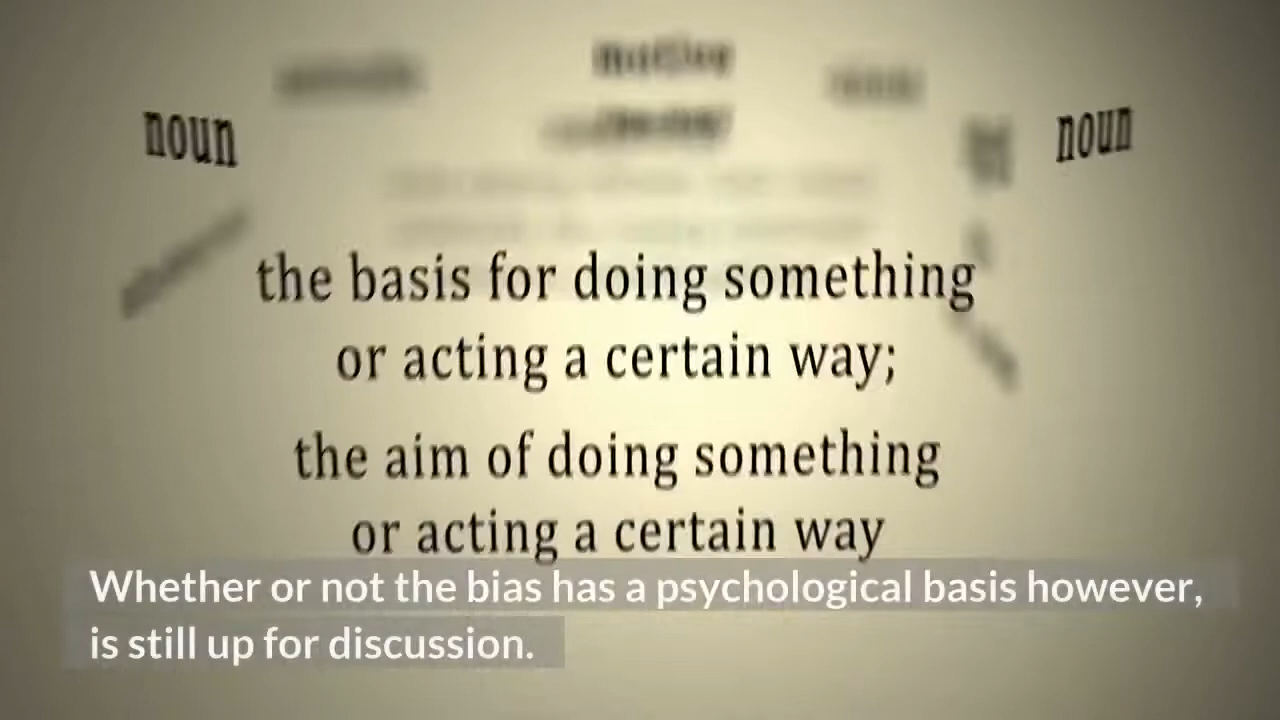 noun
noun
the basis for doing something
or acting a certain way;
the aim of doing something
or acting a certain way
Whether or not the bias has a psychological basis however,
is still up for discussion.